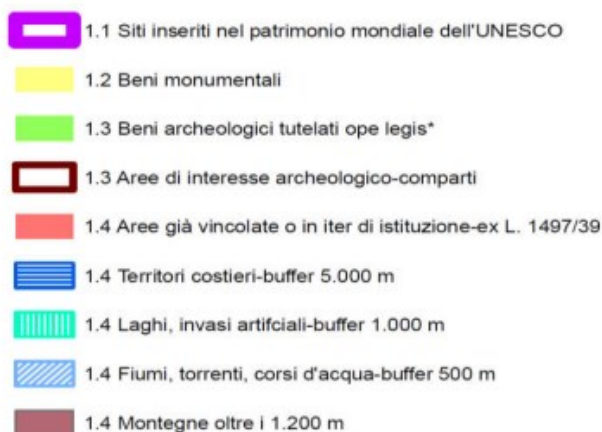 1.1 Siti inseriti nel patrimonio mondiale dell'UNESCO
1.2 Beni monumentali
1.3 Beni archeologici tutelati ope legis*
1.3 Aree di interesse archeologico-comparti
1.4 Aree già vincolate o in iter di istituzione-ex L. 1497/39
1.4 Territori costieri-buffer 5.000 m
1.4 Laghi, invasi artifciali-buffer 1.000 m
1.4 Fiumi, torrenti, corsi d'acqua-buffer 500 m
1.4 Montegne oltre i 1.200 m